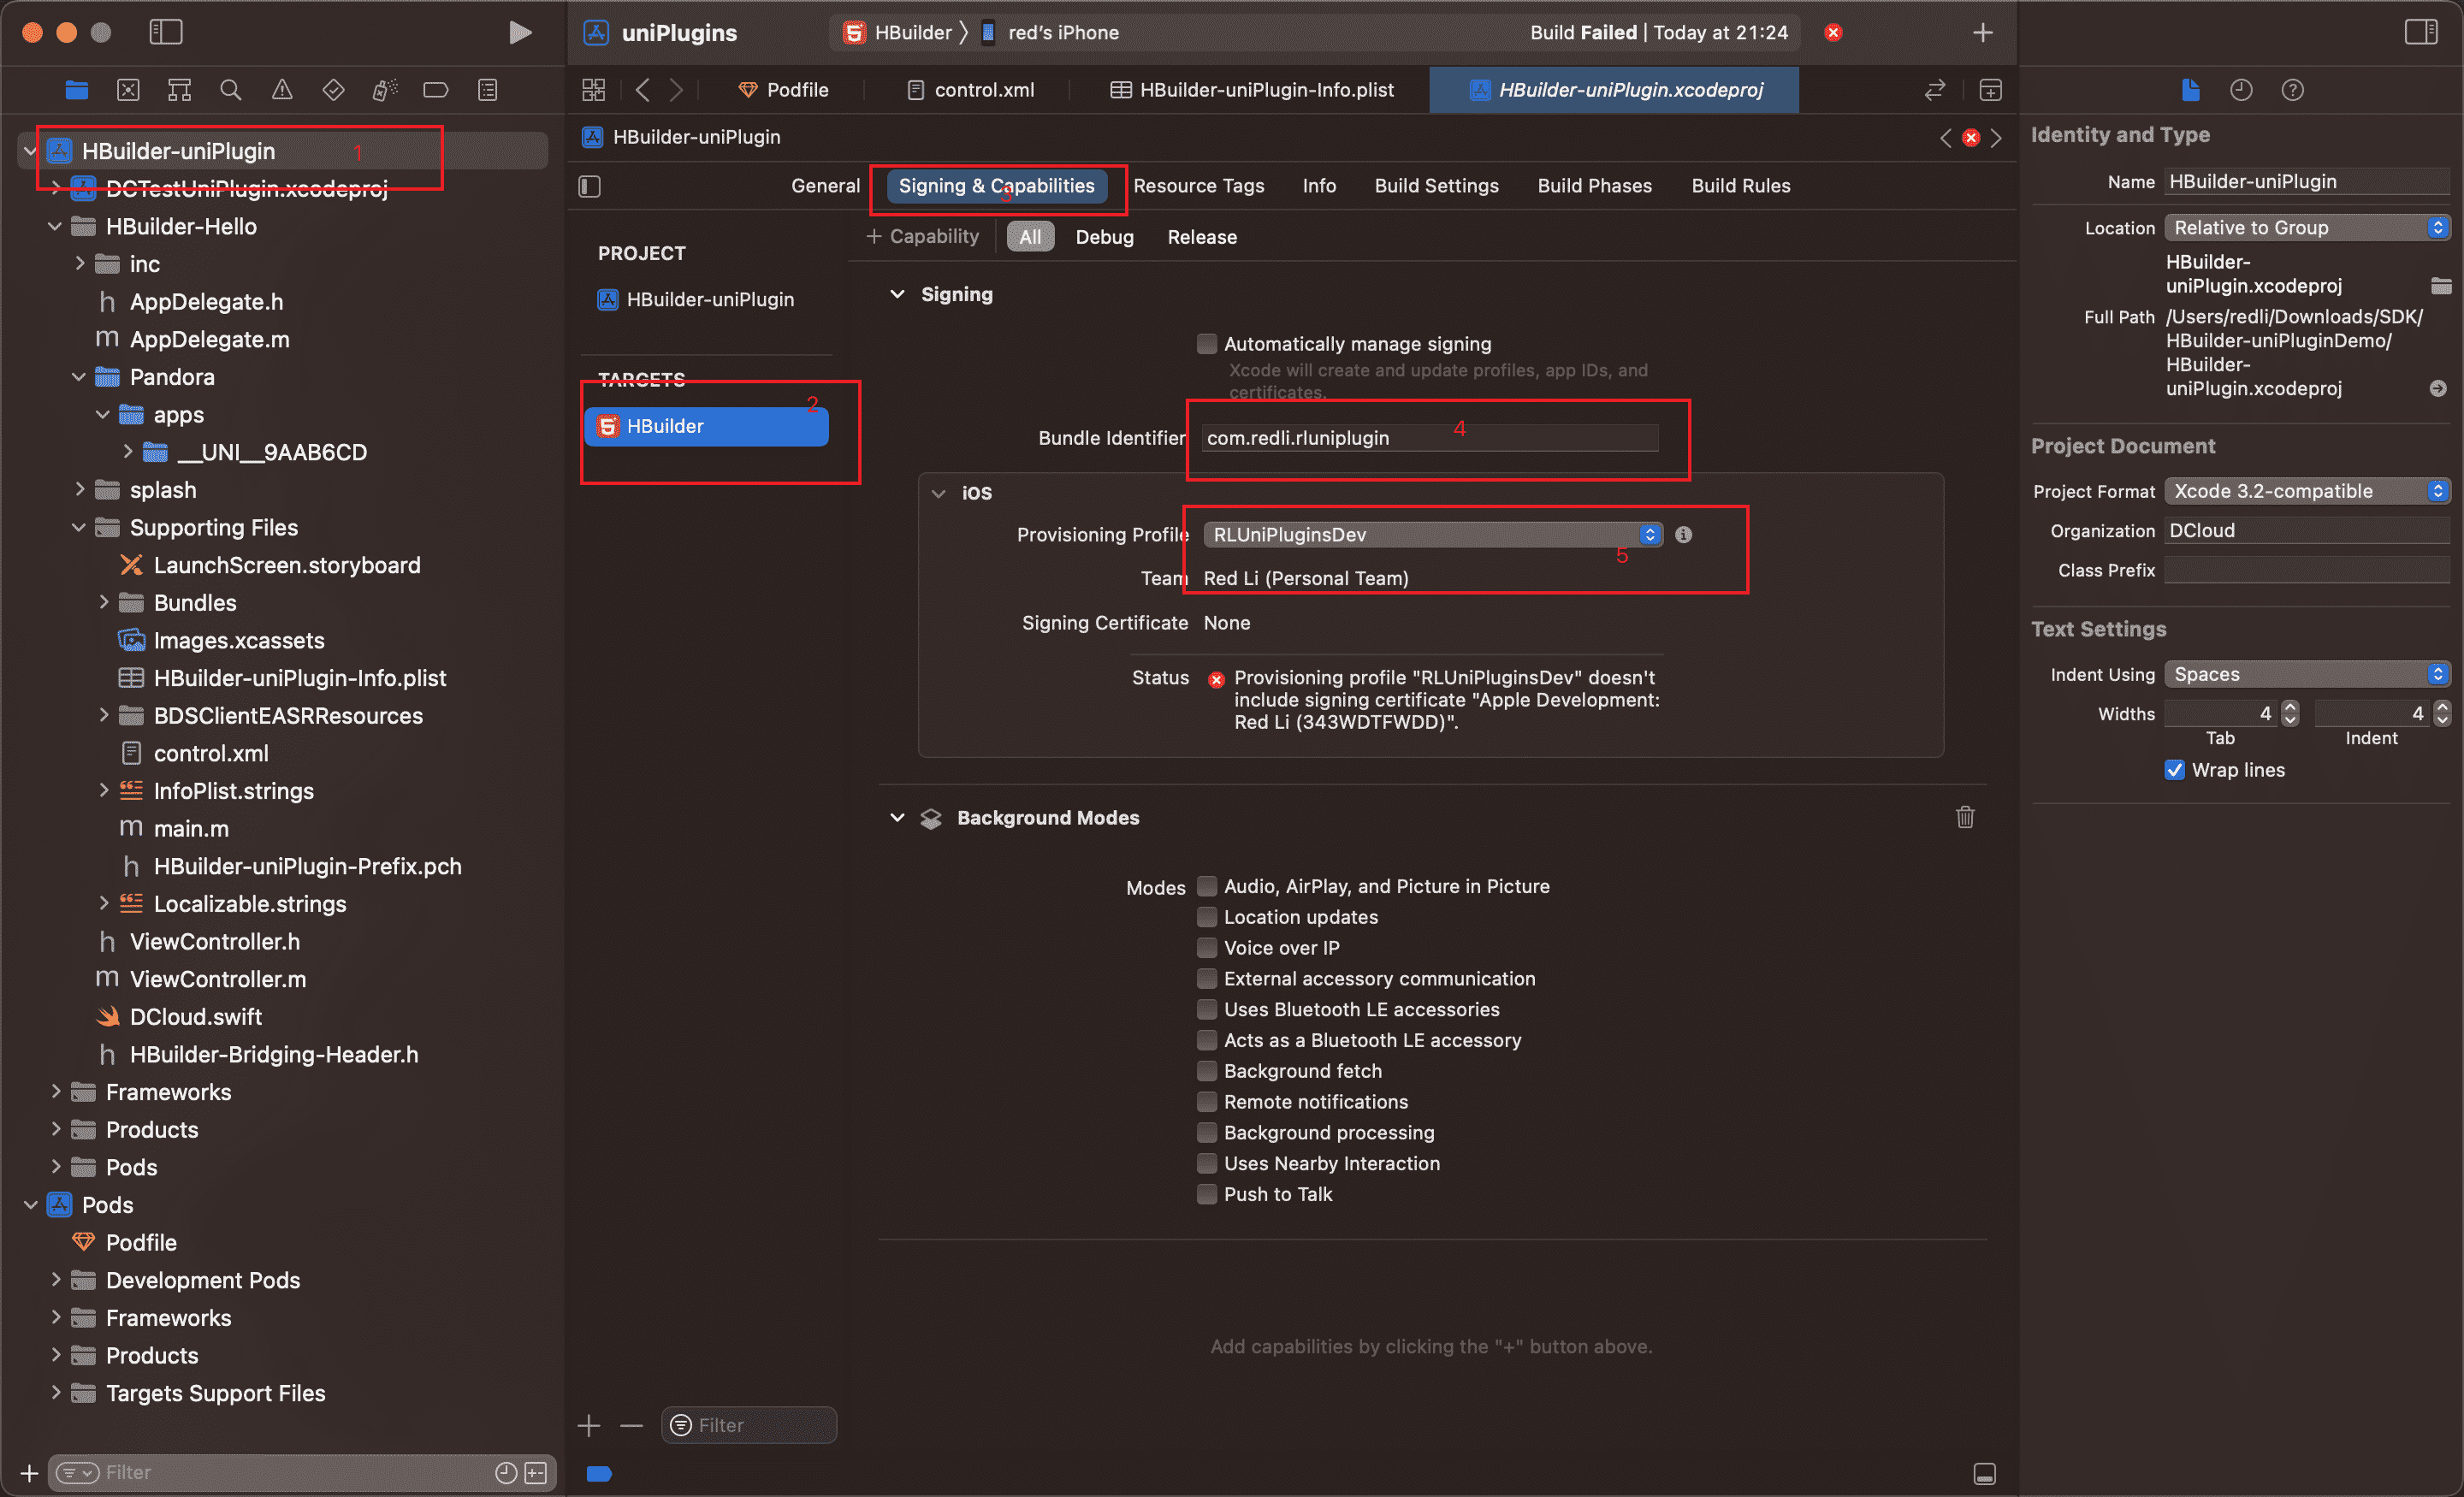 uniPlugins
HBuilder
red's iPhone
Build Failed | Today at 21:24
Podfile
control.xml
HBuilder-uniPlugin-Info.plist
HBuilder-uniPlugin.xcodeproj
HBuilder-uniPlugin
1
DCTestUniPlugin.xcodeproj
HBuilder-Hello
inc
AppDelegate.h
AppDelegate.m
Pandora
apps
__UNI__9AAB6CD
splash
Supporting Files
LaunchScreen.storyboard
Bundles
Images.xcassets
HBuilder-uniPlugin-Info.plist
BDSClientEASRResources
control.xml
InfoPlist.strings
main.m
HBuilder-uniPlugin-Prefix.pch
Localizable.strings
ViewController.h
ViewController.m
DCloud.swift
HBuilder-Bridging-Header.h
Frameworks
Products
Pods
Pods
Podfile
Development Pods
Frameworks
Products
Targets Support Files
Filter
HBuilder-uniPlugin
General
Signing & Capabilities
3
Resource Tags
Info
Build Settings
Build Phases
Build Rules
PROJECT
HBuilder-uniPlugin
TARGETS
2
HBuilder
Filter
+ Capability
All
Debug
Release
Signing
Automatically manage signing
Xcode will create and update profiles, app IDs, and
certificates.
Bundle Identifier
com.redli.rluniplugin
4
iOS
Provisioning Profile
RLUniPluginsDev
5
Team
Red Li (Personal Team)
Signing Certificate
None
Status
Provisioning profile "RLUniPluginsDev" doesn't
include signing certificate "Apple Development:
Red Li (343WDTFWDD)".
Background Modes
Modes
Audio, AirPlay, and Picture in Picture
Location updates
Voice over IP
External accessory communication
Uses Bluetooth LE accessories
Acts as a Bluetooth LE accessory
Background fetch
Remote notifications
Background processing
Uses Nearby Interaction
Push to Talk
Add capabilities by clicking the "+" button above.
Identity and Type
Name
HBuilder-uniPlugin
Location
Relative to Group
HBuilder-
uniPlugin.xcodeproj
Full Path
/Users/redli/Downloads/SDK/
HBuilder-uniPluginDemo/
HBuilder-
uniPlugin.xcodeproj
Project Document
Project Format
Xcode 3.2-compatible
Organization
DCloud
Class Prefix
Text Settings
Indent Using
Spaces
Widths
4
4
Tab
Indent
Wrap lines